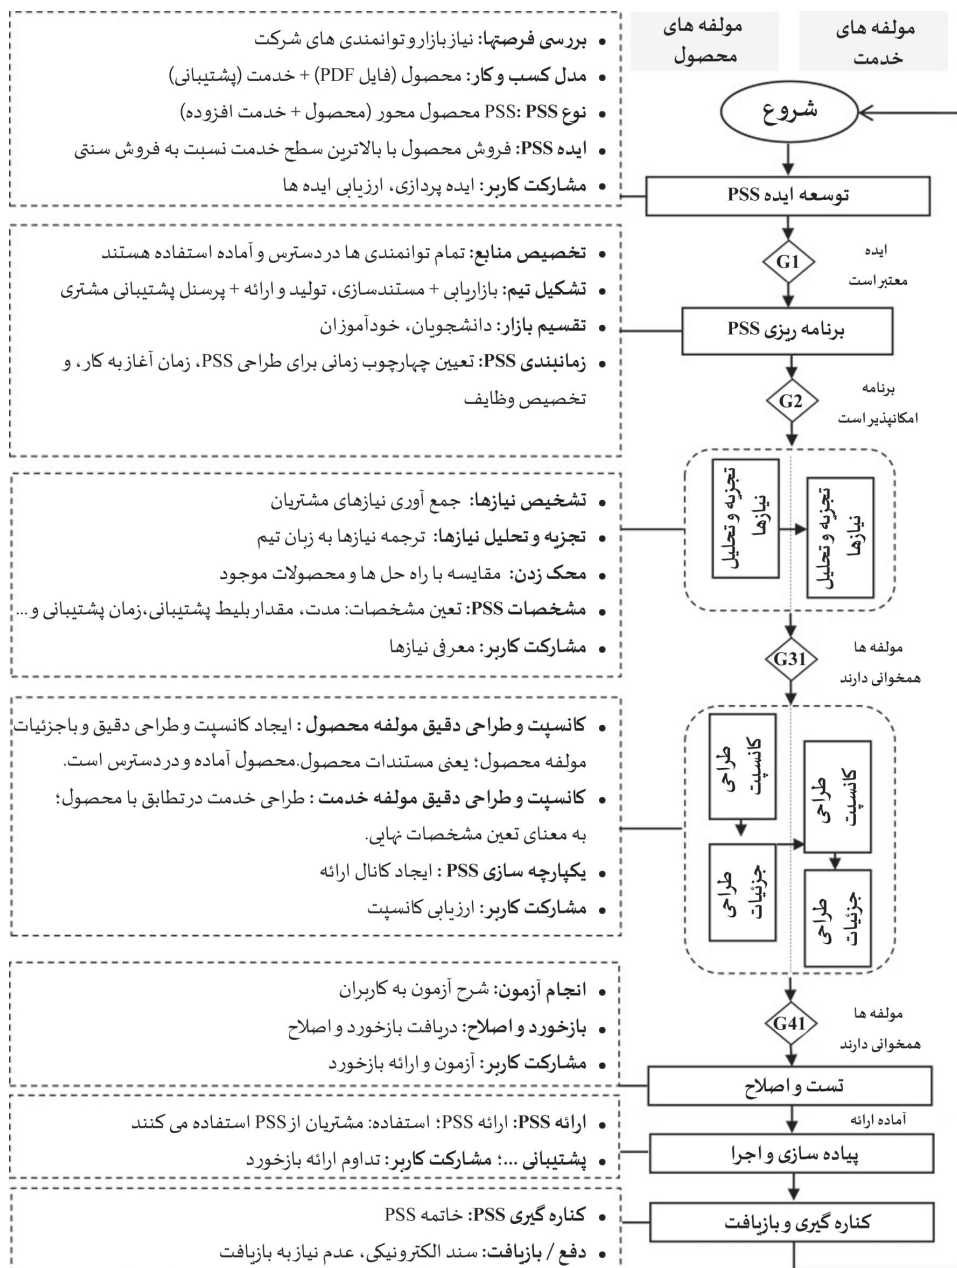 مولفه های
خدمت
مولفه های
محصول
شروع
توسعه ایده PSS
• بررسی فرصتها: نیاز بازار و توانمندی های شرکت
• مدل کسب و کار: محصول (فایل PDF) + خدمت (پشتیبانی)
• نوع PSS: PSS محصول محور (محصول + خدمت افزوده)
• ایده PSS: فروش محصول با بالاترین سطح خدمت نسبت به فروش سنتی
• مشارکت کاربر: ایده پردازی، ارزیابی ایده ها
G1
ایده
معتبر است
برنامه ریزی PSS
• تخصیص منابع: تمام توانمندی ها در دسترس و آماده استفاده هستند
• تشکیل تیم: بازاریابی + مستندسازی، تولید و ارائه + پرسنل پشتیبانی مشتری
• تقسیم بازار: دانشجویان، خودآموزان
• زمانبندی PSS: تعیین چهارچوب زمانی برای طراحی PSS، زمان آغاز به کار، و
تخصیص وظایف
G2
برنامه
امکانپذیر است
تجزیه و تحلیل
نیازها
تجزیه و تحلیل
نیازها
• تشخیص نیازها: جمع آوری نیازهای مشتریان
• تجزیه و تحلیل نیازها: ترجمه نیازها به زبان تیم
• محک زدن: مقایسه با راه حل ها و محصولات موجود
• مشخصات PSS: تعین مشخصات: مدت، مقدار بلیط پشتیبانی،زمان پشتیبانی و...
• مشارکت کاربر: معرفی نیازها
G31
مولفه ها
همخوانی دارند
طراحی
کانسپت
طراحی
کانسپت
طراحی
جزئیات
طراحی
جزئیات
• کانسپت و طراحی دقیق مولفه محصول : ایجاد کانسپت و طراحی دقیق و باجزئیات
مولفه محصول؛ یعنی مستندات محصول.محصول آماده و در دسترس است.
• کانسپت و طراحی دقیق مولفه خدمت : طراحی خدمت در تطابق با محصول؛
به معنای تعین مشخصات نهایی.
• یکپارچه سازی PSS : ایجاد کانال ارائه
• مشارکت کاربر: ارزیابی کانسپت
G41
مولفه ها
همخوانی دارند
تست و اصلاح
• انجام آزمون: شرح آزمون به کاربران
• بازخورد و اصلاح: دریافت بازخورد و اصلاح
• مشارکت کاربر: آزمون و ارائه بازخورد
آماده ارائه
پیاده سازی و اجرا
• ارائه PSS: ارائه PSS؛ استفاده: مشتریان از PSS استفاده می کنند
• پشتیبانی ...؛ مشارکت کاربر: تداوم ارائه بازخورد
کناره گیری و بازیافت
• کناره گیری PSS: خاتمه PSS
• دفع / بازیافت: سند الکترونیکی، عدم نیاز به بازیافت